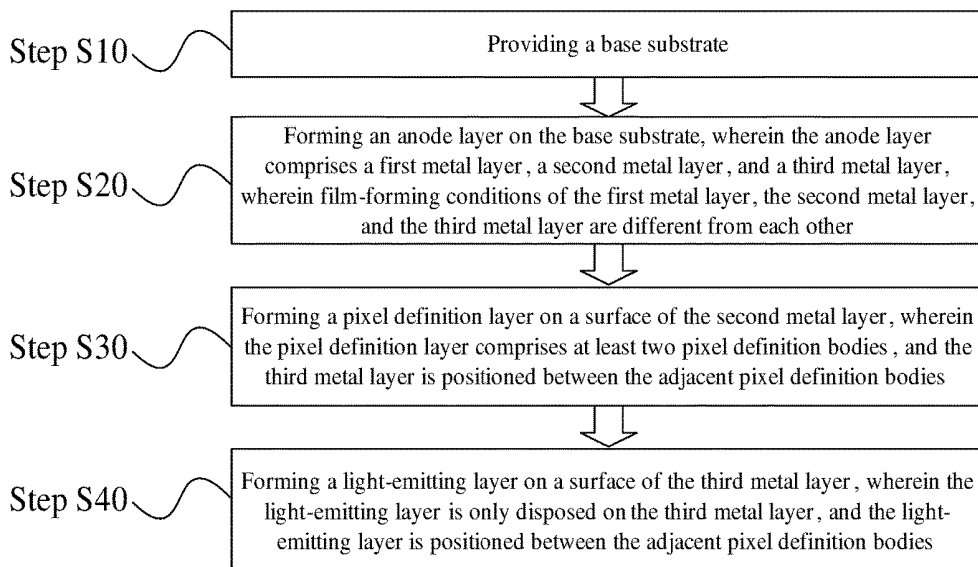 Step S10
Providing a base substrate
Step S20
Forming an anode layer on the base substrate, wherein the anode layer
comprises a first metal layer, a second metal layer, and a third metal layer,
wherein film-forming conditions of the first metal layer, the second metal layer,
and the third metal layer are different from each other
Step S30
Forming a pixel definition layer on a surface of the second metal layer, wherein
the pixel definition layer comprises at least two pixel definition bodies, and the
third metal layer is positioned between the adjacent pixel definition bodies
Step S40
Forming a light-emitting layer on a surface of the third metal layer, wherein the
light-emitting layer is only disposed on the third metal layer, and the light-
emitting layer is positioned between the adjacent pixel definition bodies